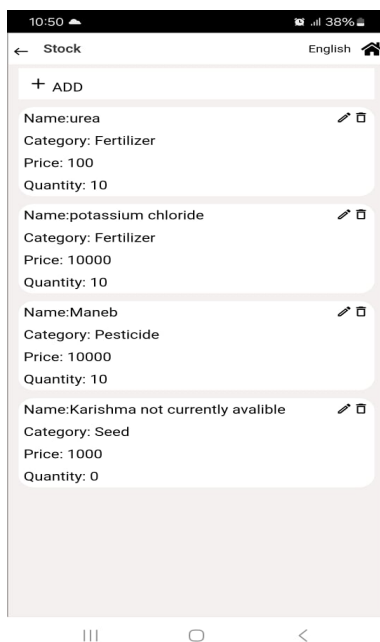 10:50 38%
Stock English
+ ADD
Name:urea
Category: Fertilizer
Price: 100
Quantity: 10
Name:potassium chloride
Category: Fertilizer
Price: 10000
Quantity: 10
Name:Maneb
Category: Pesticide
Price: 10000
Quantity: 10
Name:Karishma not currently avalible
Category: Seed
Price: 1000
Quantity: 0